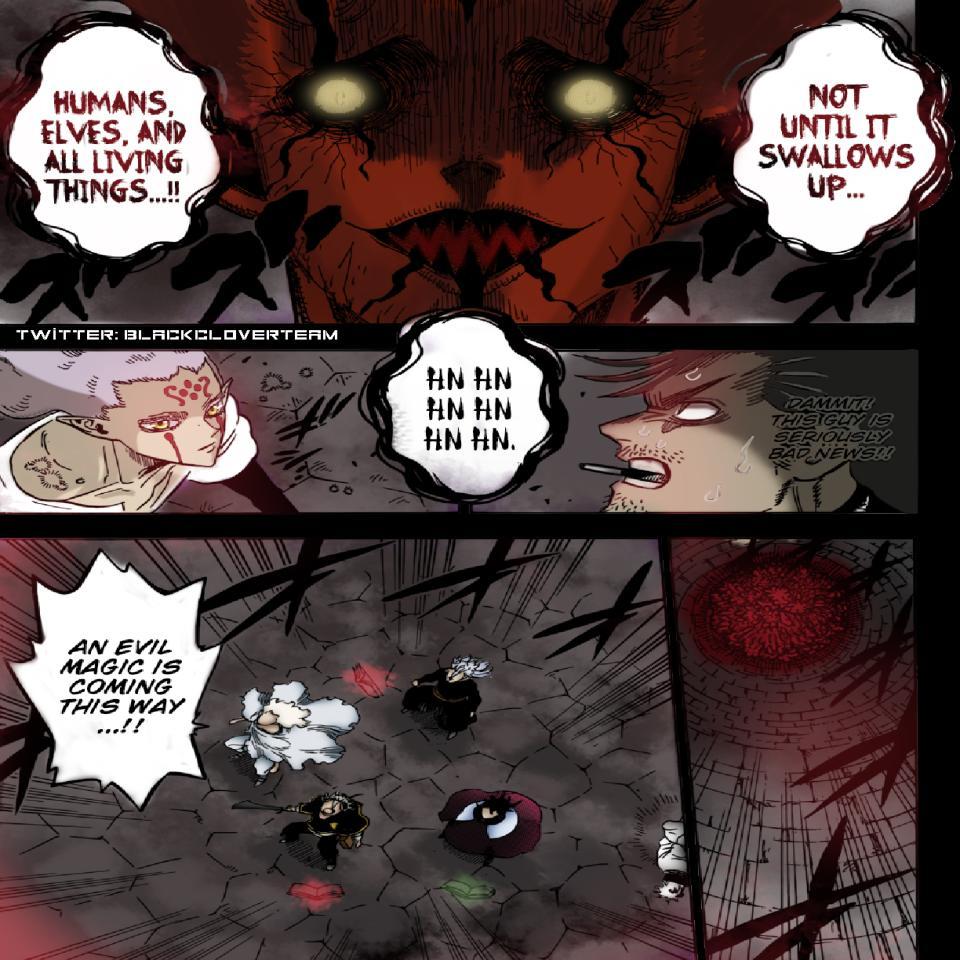 NOT
UNTIL IT
SWALLOWS
UP...
HUMANS,
ELVES, AND
ALL LIVING
THINGS...!!
TWITTER: BLACKCLOVERTEAM
HN HN
HN HN
HN HN.
DAMMIT!
THIS GUY IS
SERIOUSLY
BAD NEWS!!
AN EVIL
MAGIC IS
COMING
THIS WAY
...!!